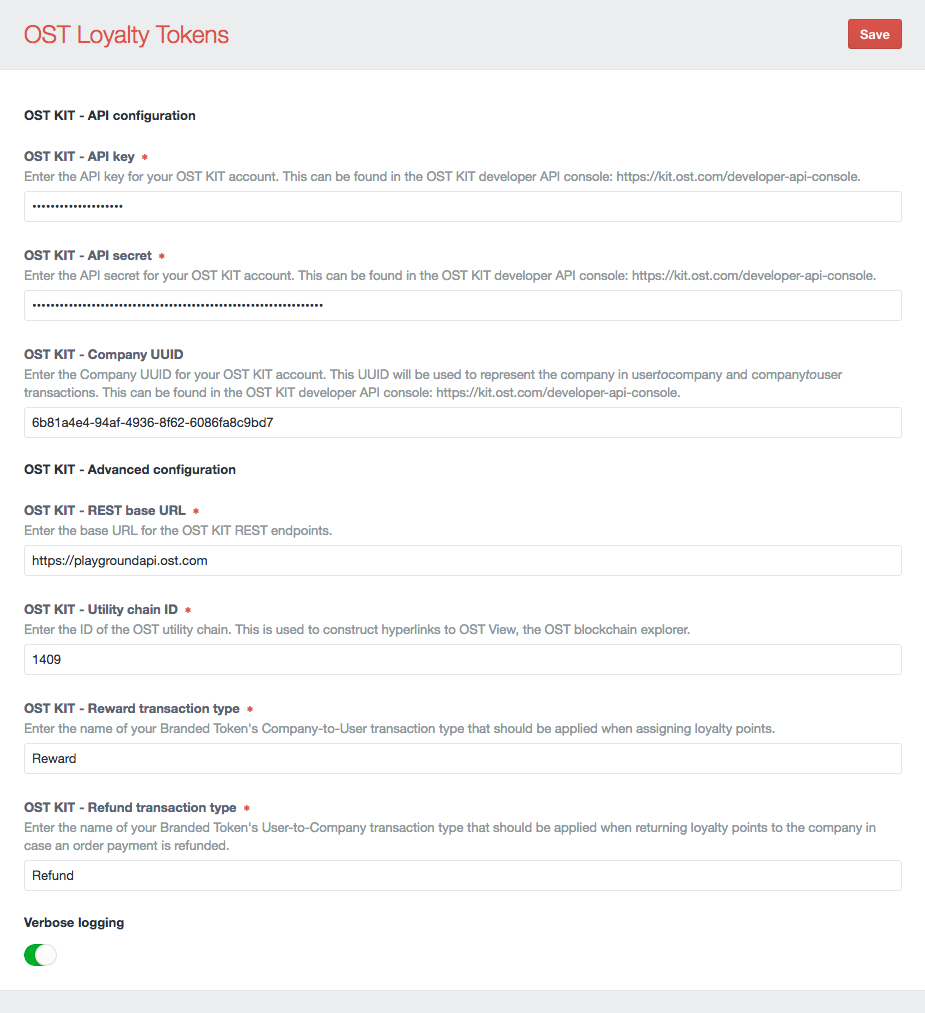 OST Loyalty Tokens
Save
OST KIT - API configuration
OST KIT - API key *
Enter the API key for your OST KIT account. This can be found in the OST KIT developer API console: https://kit.ost.com/developer-api-console.
OST KIT - API secret *
Enter the API secret for your OST KIT account. This can be found in the OST KIT developer API console: https://kit.ost.com/developer-api-console.
OST KIT - Company UUID
Enter the Company UUID for your OST KIT account. This UUID will be used to represent the company in usertocompany and companytouser
transactions. This can be found in the OST KIT developer API console: https://kit.ost.com/developer-api-console.
6b81a4e4-94af-4936-8f62-6086fa8c9bd7
OST KIT - Advanced configuration
OST KIT - REST base URL *
Enter the base URL for the OST KIT REST endpoints.
https://playgroundapi.ost.com
OST KIT - Utility chain ID *
Enter the ID of the OST utility chain. This is used to construct hyperlinks to OST View, the OST blockchain explorer.
1409
OST KIT - Reward transaction type *
Enter the name of your Branded Token's Company-to-User transaction type that should be applied when assigning loyalty points.
Reward
OST KIT - Refund transaction type *
Enter the name of your Branded Token's User-to-Company transaction type that should be applied when returning loyalty points to the company in
case an order payment is refunded.
Refund
Verbose logging